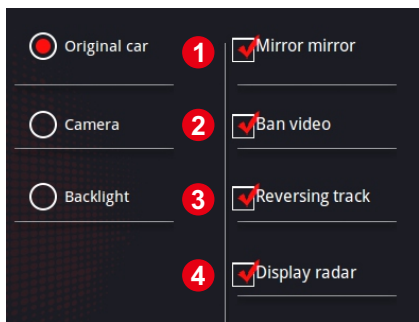 Original car
1 Mirror mirror
Camera
2 Ban video
Backlight
3 Reversing track
4 Display radar